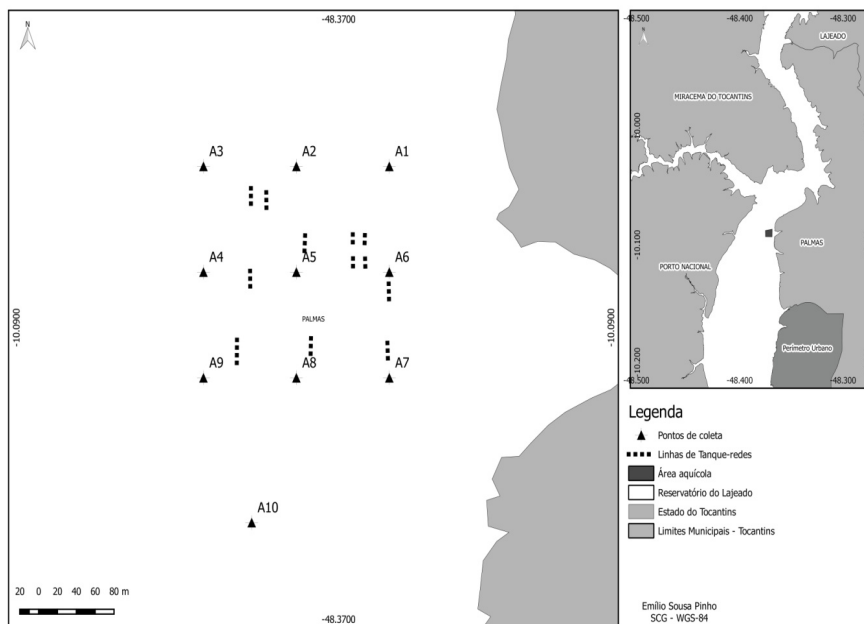 -48.3700
N
A3
A2
A1
A4
A5
A6
-10.0900
PALMAS
-10.0900
A9
A8
A7
A10
20 0 20 40 60 80 m
-48.3700
-48.500
-48.400
-48.300
N
LAJEADO
MIRACEMA DO TOCANTINS
-10.000
-10.100
PALMAS
PORTO NACIONAL
Perímetro Urbano
-10.200
-48.500
-48.400
-48.300
Legenda
Pontos de coleta
Linhas de Tanque-redes
Área aquícola
Reservatório do Lajeado
Estado do Tocantins
Limites Municipais - Tocantins
Emílio Sousa Pinho
SCG - WGS-84